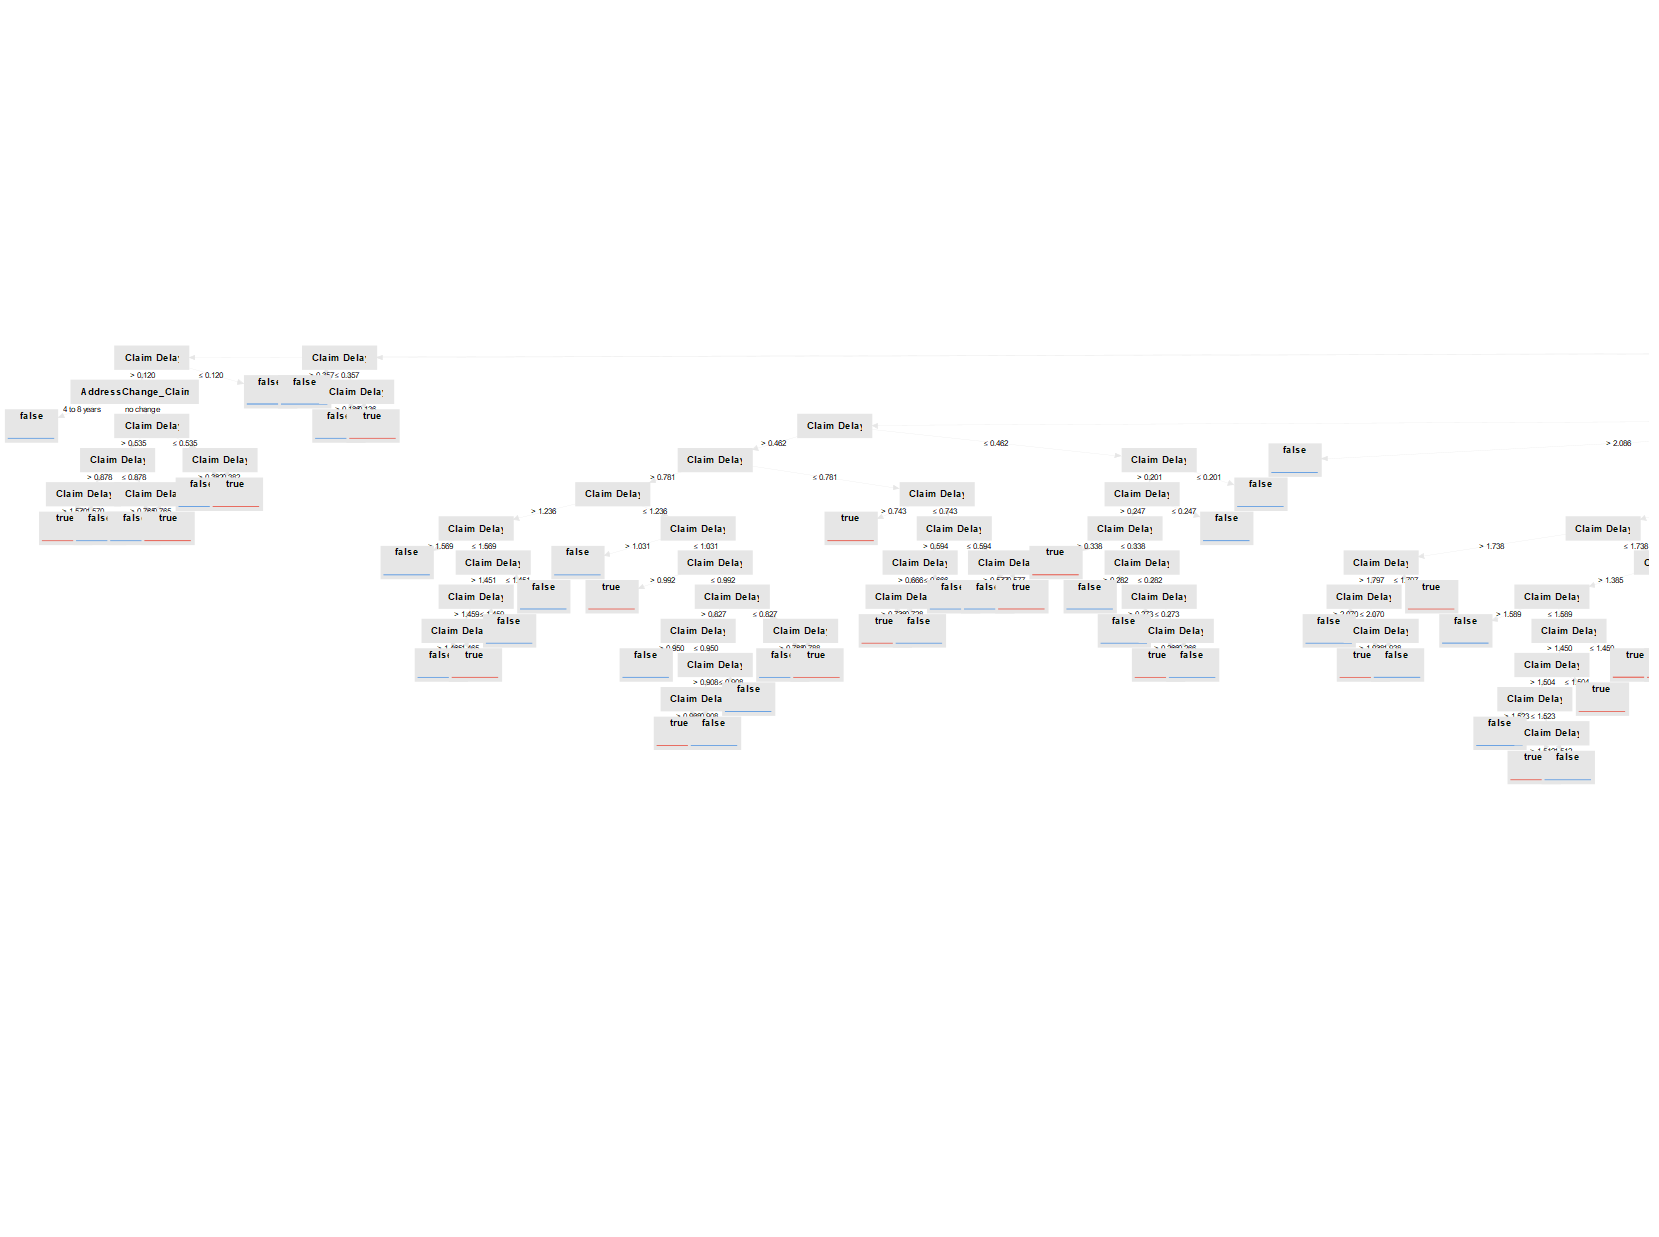 Claim Delay Claim Delay
> 0.120 ≤ 0.120 ≤ 0.357
AddressChange_Claim false false Claim Delay
4 to 8 years no change
false Claim Delay false true Claim Delay
> 0.535 ≤ 0.535 > 0.462 ≤ 0.462 > 2.086
Claim Delay Claim Delay Claim Delay Claim Delay false
> 0.878 ≤ 0.878 > 0.781 ≤ 0.781 > 0.201 ≤ 0.201
Claim Delay Claim Delay false true Claim Delay Claim Delay Claim Delay false
> 1.236 ≤ 1.236 > 0.743 ≤ 0.743 > 0.247 ≤ 0.247
true false false true Claim Delay Claim Delay true Claim Delay Claim Delay false Claim Delay
> 1.569 ≤ 1.569 > 1.031 ≤ 1.031 > 0.594 ≤ 0.594 > 0.338 ≤ 0.338 > 1.738 ≤ 1.738
false Claim Delay false Claim Delay Claim Delay Claim Delay true Claim Delay Claim Delay
> 1.451 ≤ 1.451 > 0.992 ≤ 0.992 > 0.666 > 0.282 ≤ 0.282 > 1.797 ≤ 1.797 > 1.385
Claim Delay false true Claim Delay Claim Delay false false true false Claim Delay Claim Delay true Claim Delay
> 1.459 > 0.827 ≤ 0.827 ≤ 0.273 ≤ 2.070 > 1.589 ≤ 1.589
Claim Delay false Claim Delay Claim Delay true false false Claim Delay false Claim Delay false Claim Delay
> 0.950 ≤ 0.950 > 1.450 ≤ 1.450
false true false Claim Delay false true true false true false Claim Delay true
> 0.908 > 1.504 ≤ 1.504
Claim Delay false Claim Delay true
> 1.523 ≤ 1.523
true false false Claim Delay
true false